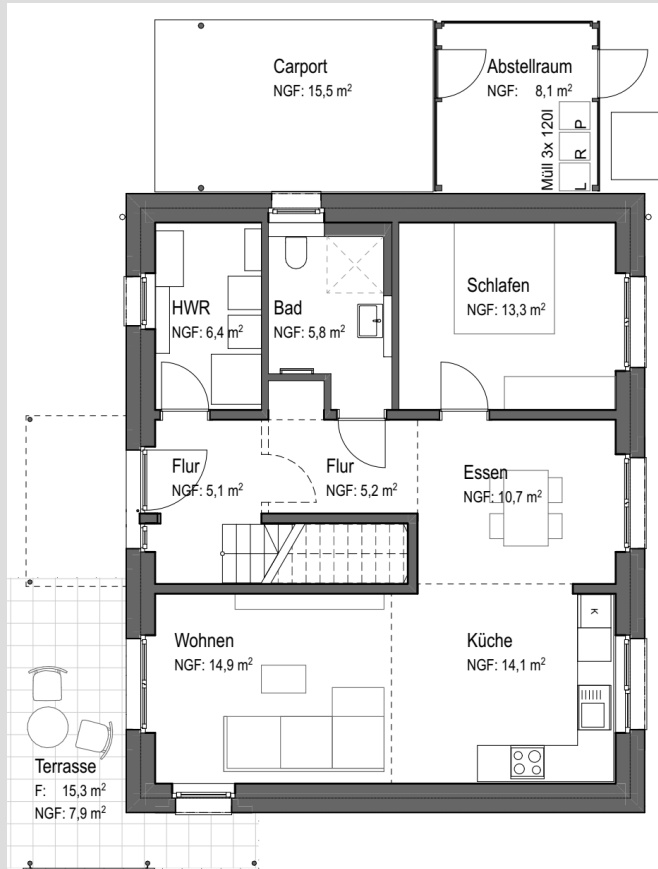 Carport
NGF: 15,5 m²
Abstellraum
NGF: 8,1 m²
Müll 3x 120l
L R P
HWR
NGF: 6,4 m²
Bad
NGF: 5,8 m²
Schlafen
NGF: 13,3 m²
Flur
NGF: 5,1 m²
Flur
NGF: 5,2 m²
Essen
NGF: 10,7 m²
Wohnen
NGF: 14,9 m²
Küche
NGF: 14,1 m²
K
Terrasse
F: 15,3 m²
NGF: 7,9 m²